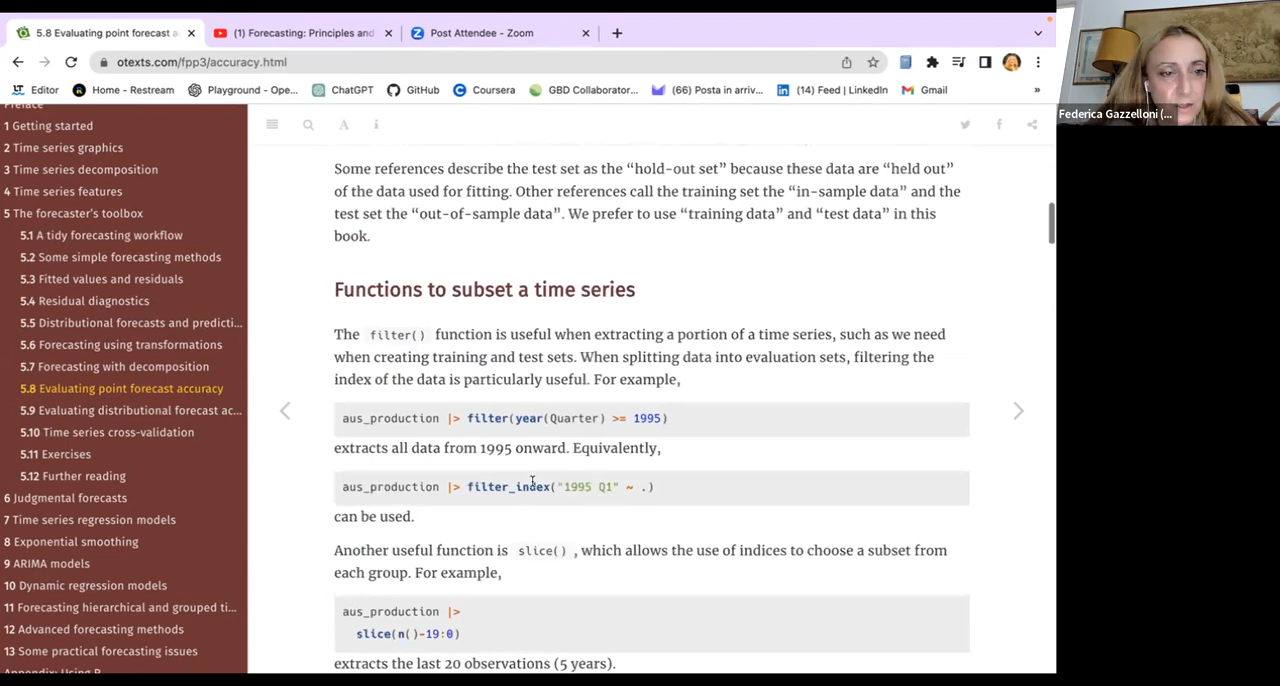 5.8 Evaluating point forecast a
(1) Forecasting: Principles and
Post Attendee - Zoom
otexts.com/fpp3/accuracy.html
Editor
Home - Restream
Playground - Ope...
ChatGPT
GitHub
Coursera
GBD Collaborator...
(66) Posta in arriv...
(14) Feed | LinkedIn
Gmail
»
Federica Gazzelloni (...
Preface
1 Getting started
2 Time series graphics
3 Time series decomposition
4 Time series features
5 The forecaster's toolbox
5.1 A tidy forecasting workflow
5.2 Some simple forecasting methods
5.3 Fitted values and residuals
5.4 Residual diagnostics
5.5 Distributional forecasts and predicti...
5.6 Forecasting using transformations
5.7 Forecasting with decomposition
5.8 Evaluating point forecast accuracy
5.9 Evaluating distributional forecast ac...
5.10 Time series cross-validation
5.11 Exercises
5.12 Further reading
6 Judgmental forecasts
7 Time series regression models
8 Exponential smoothing
9 ARIMA models
10 Dynamic regression models
11 Forecasting hierarchical and grouped ti...
12 Advanced forecasting methods
13 Some practical forecasting issues
Appendix: Using R
Some references describe the test set as the “hold-out set” because these data are “held out”
of the data used for fitting. Other references call the training set the “in-sample data” and the
test set the “out-of-sample data”. We prefer to use “training data” and “test data” in this
book.
Functions to subset a time series
The filter() function is useful when extracting a portion of a time series, such as we need
when creating training and test sets. When splitting data into evaluation sets, filtering the
index of the data is particularly useful. For example,
aus_production |> filter(year(Quarter) >= 1995)
extracts all data from 1995 onward. Equivalently,
aus_production |> filter_index("1995 Q1" ~ .)
can be used.
Another useful function is slice() , which allows the use of indices to choose a subset from
each group. For example,
aus_production |>
slice(n()-19:0)
extracts the last 20 observations (5 years).